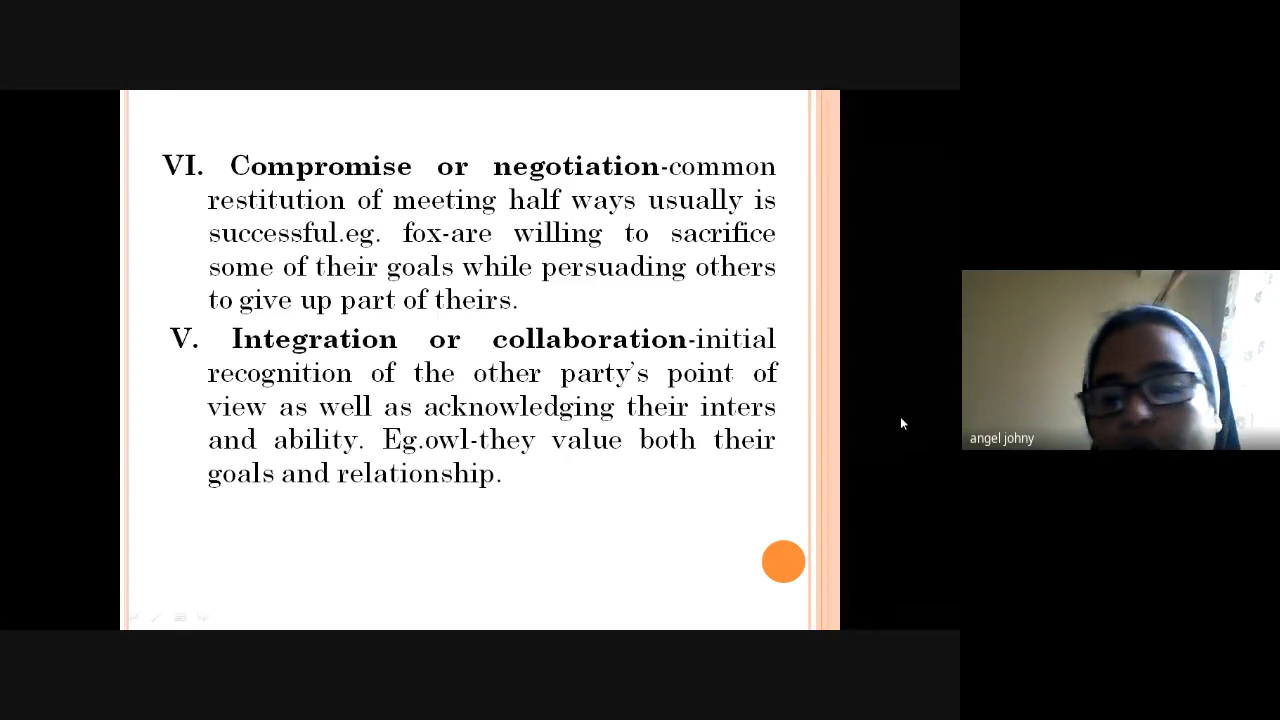 VI. Compromise or negotiation-common
restitution of meeting half ways usually is
successful.eg. fox-are willing to sacrifice
some of their goals while persuading others
to give up part of theirs.
V. Integration or collaboration-initial
recognition of the other party's point of
view as well as acknowledging their inters
and ability. Eg.owl-they value both their
goals and relationship.
angel johny